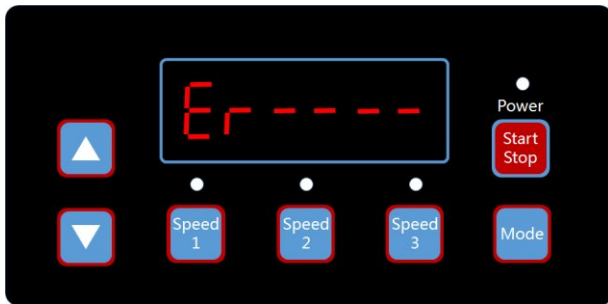 Er----
Power
Start
Stop
Speed
1
Speed
2
Speed
3
Mode